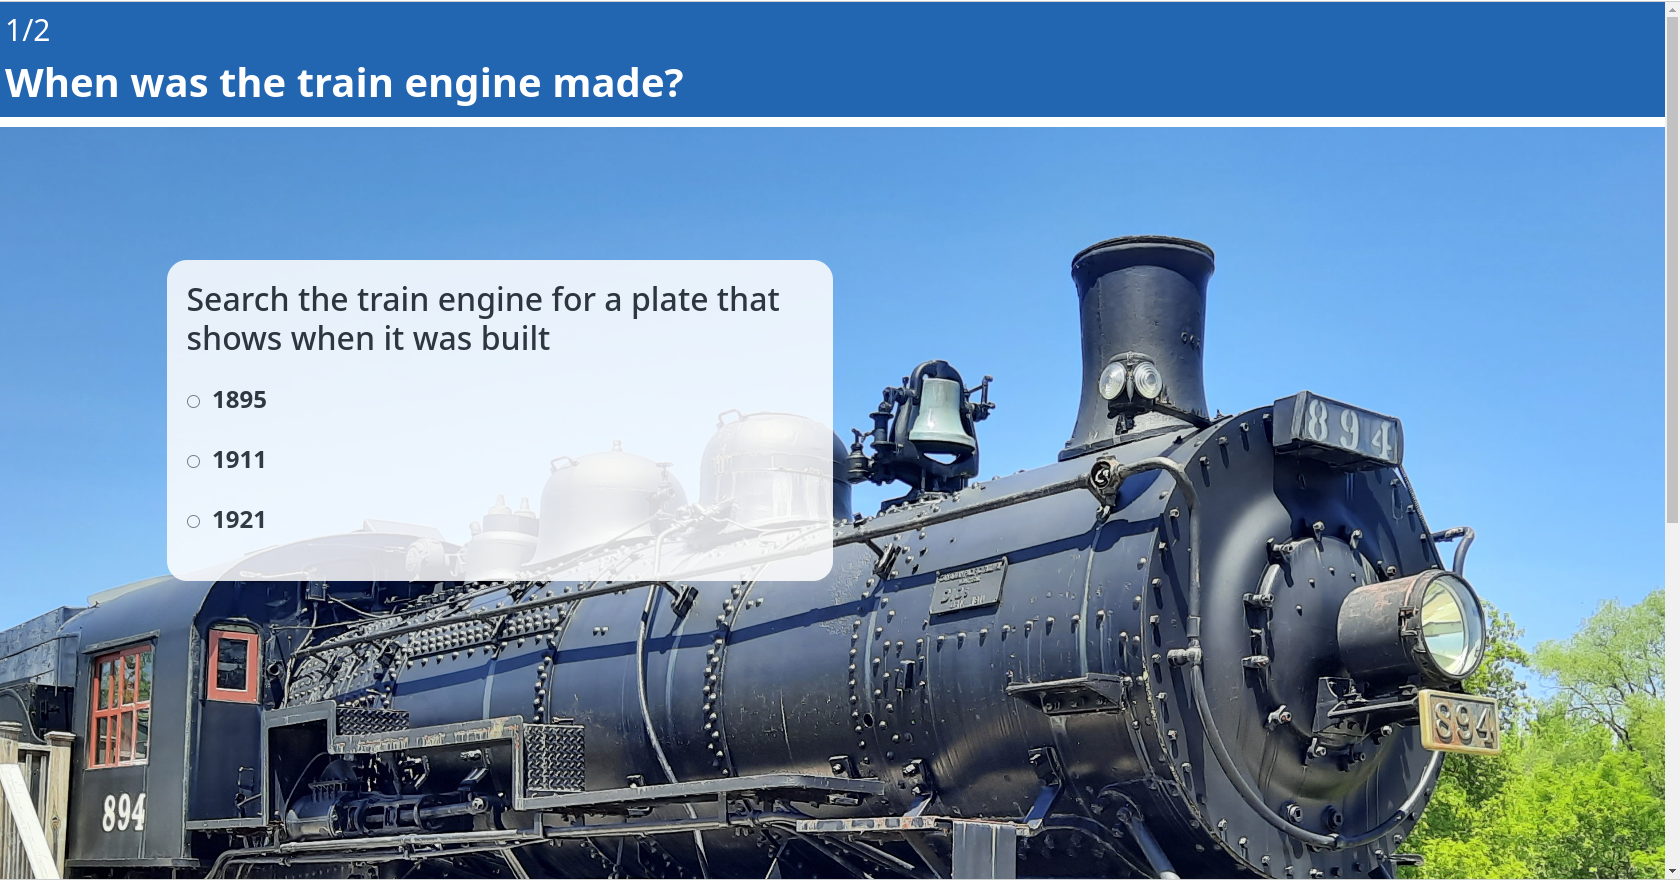 1/2
When was the train engine made?
Search the train engine for a plate that
shows when it was built
1895
1911
1921
894
894
894